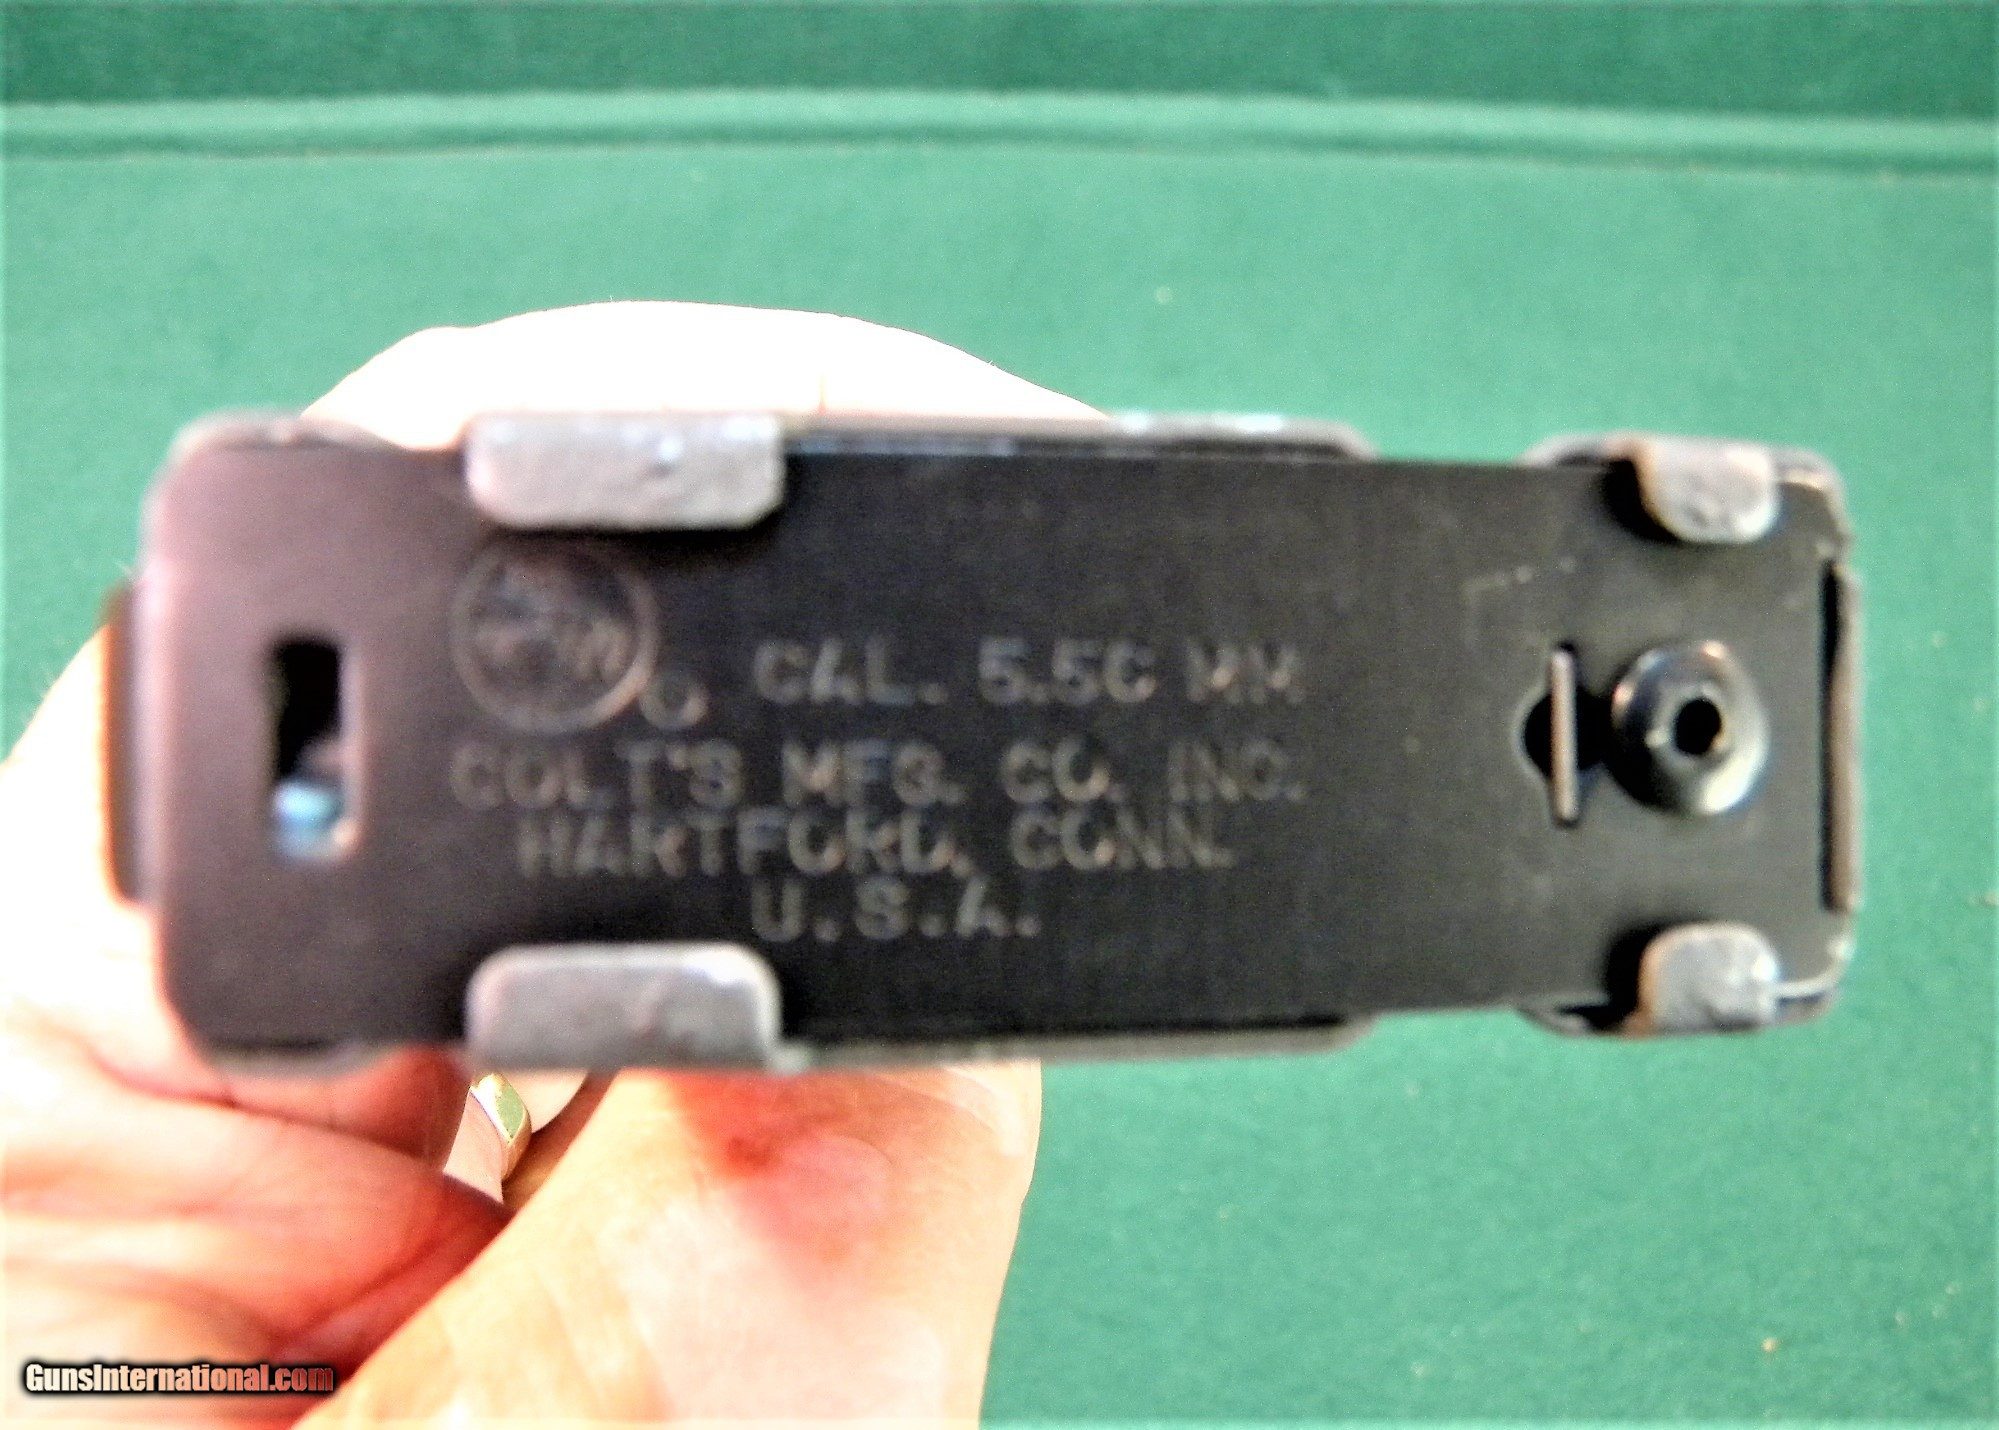 C CAL. 5.56 MM
COLT'S MFG. CO. INC.
HARTFORD, CONN.
U.S.A.
GunsInternational.com